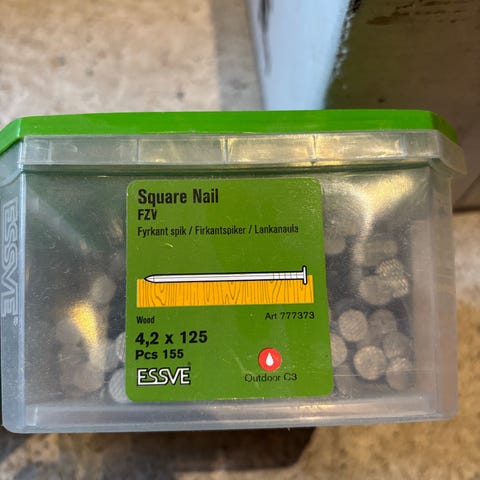 Square Nail
FZV
Fyrkant spik / Firkantspiker / Lankanaula
Wood
Art 777373
4,2 x 125
Pcs 155
ESSVE
Outdoor C3
ESSVE